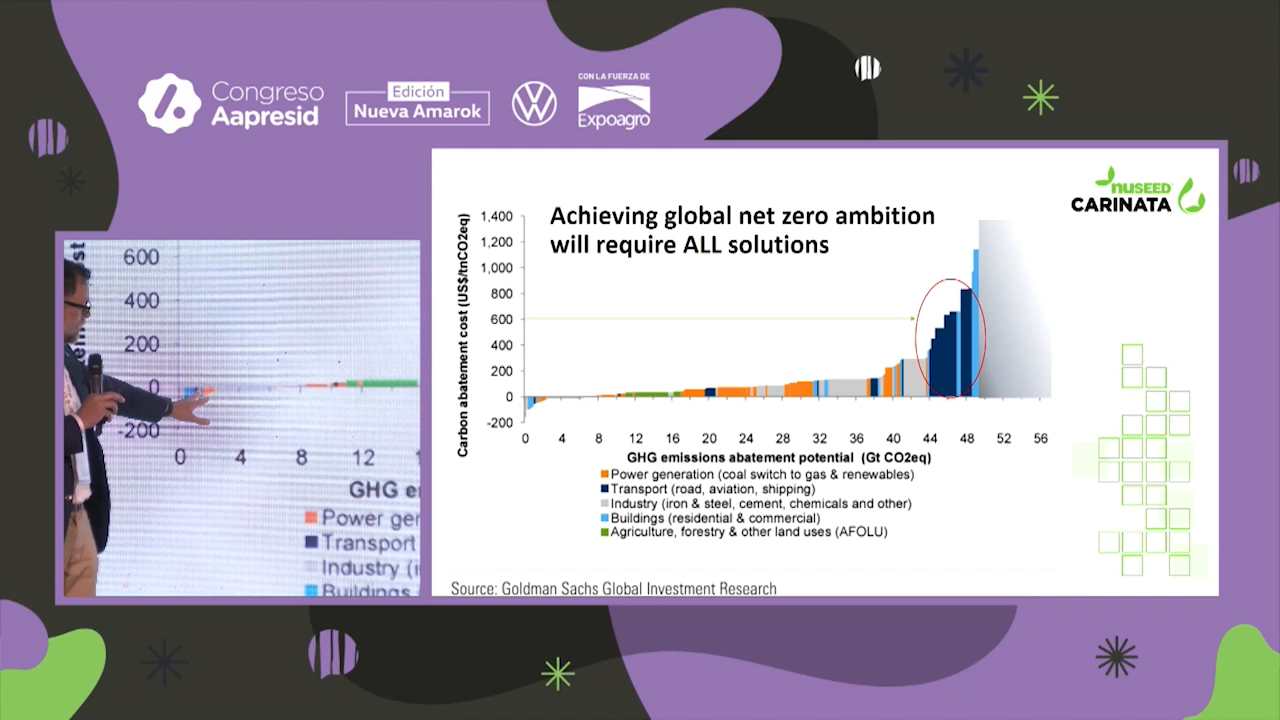 Congreso
Aapresid
Edición
Nueva Amarok
CON LA FUERZA DE
Expoagro
nuseed
CARINATA
Achieving global net zero ambition
will require ALL solutions
Carbon abatement cost (US$/tnCO2eq)
1,400
1,200
1,000
800
600
400
200
0
-200
0 4 8 12 16 20 24 28 32 36 40 44 48 52 56
GHG emissions abatement potential (Gt CO2eq)
Power generation (coal switch to gas & renewables)
Transport (road, aviation, shipping)
Industry (iron & steel, cement, chemicals and other)
Buildings (residential & commercial)
Agriculture, forestry & other land uses (AFOLU)
Source: Goldman Sachs Global Investment Research
600
400
200
0
-200
0 4 8 12
GHG e
Power gen
Transport
Industry (i
Buildings